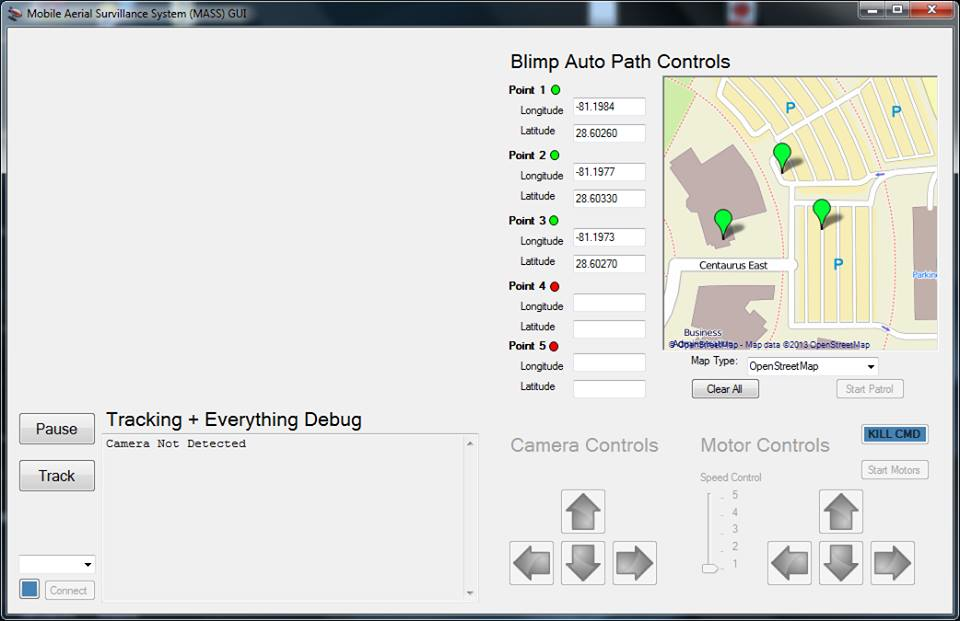 Mobile Aerial Survillance System (MASS) GUI
Blimp Auto Path Controls
Point 1
Longitude -81.1984
Latitude 28.60260
Point 2
Longitude -81.1977
Latitude 28.60330
Point 3
Longitude -81.1973
Latitude 28.60270
Point 4
Longitude
Latitude
Point 5
Longitude
Latitude
P
P
P
Centaurus East
Business
© OpenStreetMap - Map data ©2013 OpenStreetMap
Map Type: OpenStreetMap
Clear All
Start Patrol
Pause
Track
Connect
Tracking + Everything Debug
Camera Not Detected
Camera Controls
Motor Controls
KILL CMD
Start Motors
Speed Control
5
4
3
2
1